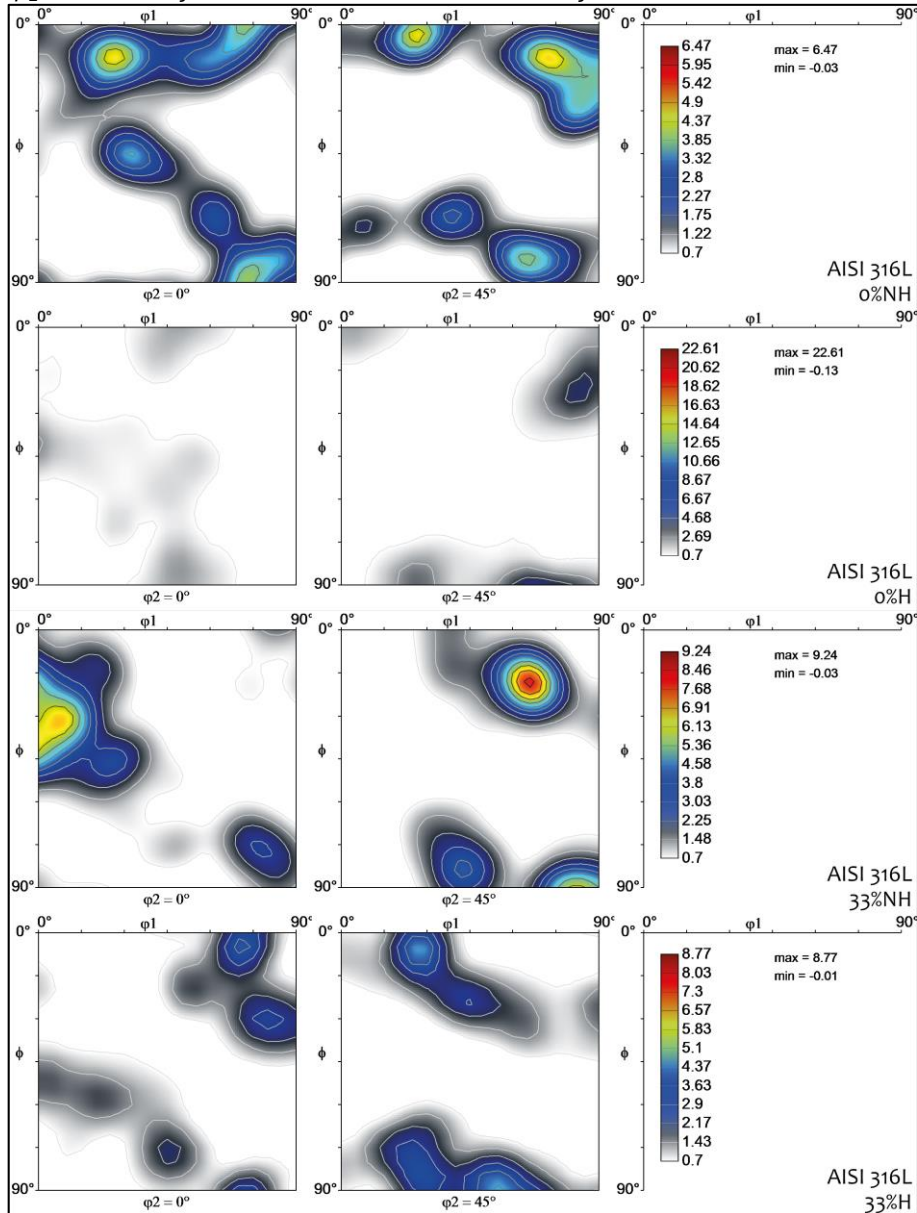 0° φ1 90° 0° φ1 90° 0° 90°
6.47
5.95
5.42
4.9
4.37
3.85
3.32
2.8
2.27
1.75
1.22
0.7
max = 6.47
min = -0.03
ϕ ϕ ϕ
90° φ2 = 0° 90° φ2 = 45° 90°
AISI 316L
0%NH
0° φ1 90° 0° φ1 90° 0° 90°
22.61
20.62
18.62
16.63
14.64
12.65
10.66
8.67
6.67
4.68
2.69
0.7
max = 22.61
min = -0.13
ϕ ϕ ϕ
90° φ2 = 0° 90° φ2 = 45° 90°
AISI 316L
0%H
0° φ1 90° 0° φ1 90° 0° 90°
9.24
8.46
7.68
6.91
6.13
5.36
4.58
3.8
3.03
2.25
1.48
0.7
max = 9.24
min = -0.03
ϕ ϕ ϕ
90° φ2 = 0° 90° φ2 = 45° 90°
AISI 316L
33%NH
0° φ1 90° 0° φ1 90° 0° 90°
8.77
8.03
7.3
6.57
5.83
5.1
4.37
3.63
2.9
2.17
1.43
0.7
max = 8.77
min = -0.01
ϕ ϕ ϕ
90° φ2 = 0° 90° φ2 = 45° 90°
AISI 316L
33%H